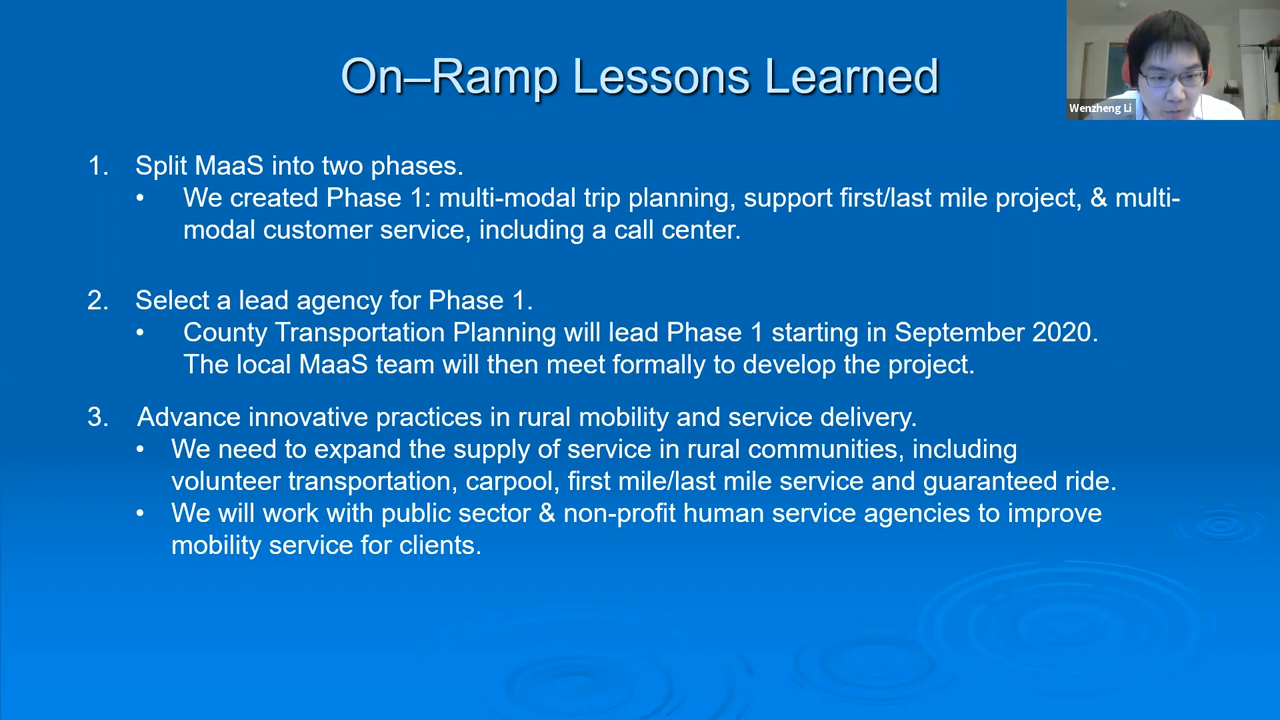 On–Ramp Lessons Learned
Wenzheng Li
1. Split MaaS into two phases.
• We created Phase 1: multi-modal trip planning, support first/last mile project, & multi-
modal customer service, including a call center.
2. Select a lead agency for Phase 1.
• County Transportation Planning will lead Phase 1 starting in September 2020.
The local MaaS team will then meet formally to develop the project.
3. Advance innovative practices in rural mobility and service delivery.
• We need to expand the supply of service in rural communities, including
volunteer transportation, carpool, first mile/last mile service and guaranteed ride.
• We will work with public sector & non-profit human service agencies to improve
mobility service for clients.